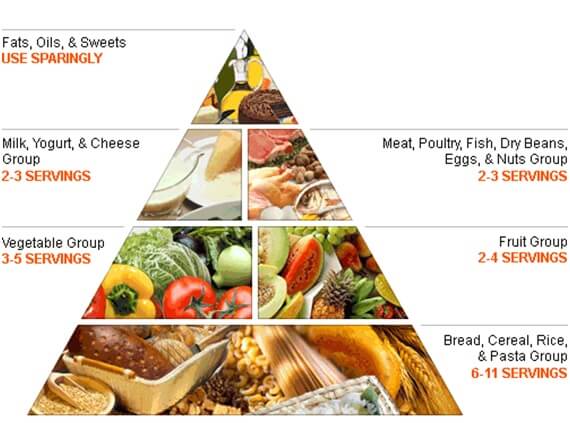 Fats, Oils, & Sweets
USE SPARINGLY
Milk, Yogurt, & Cheese
Group
2-3 SERVINGS
Meat, Poultry, Fish, Dry Beans,
Eggs, & Nuts Group
2-3 SERVINGS
Vegetable Group
3-5 SERVINGS
Fruit Group
2-4 SERVINGS
Bread, Cereal, Rice,
& Pasta Group
6-11 SERVINGS